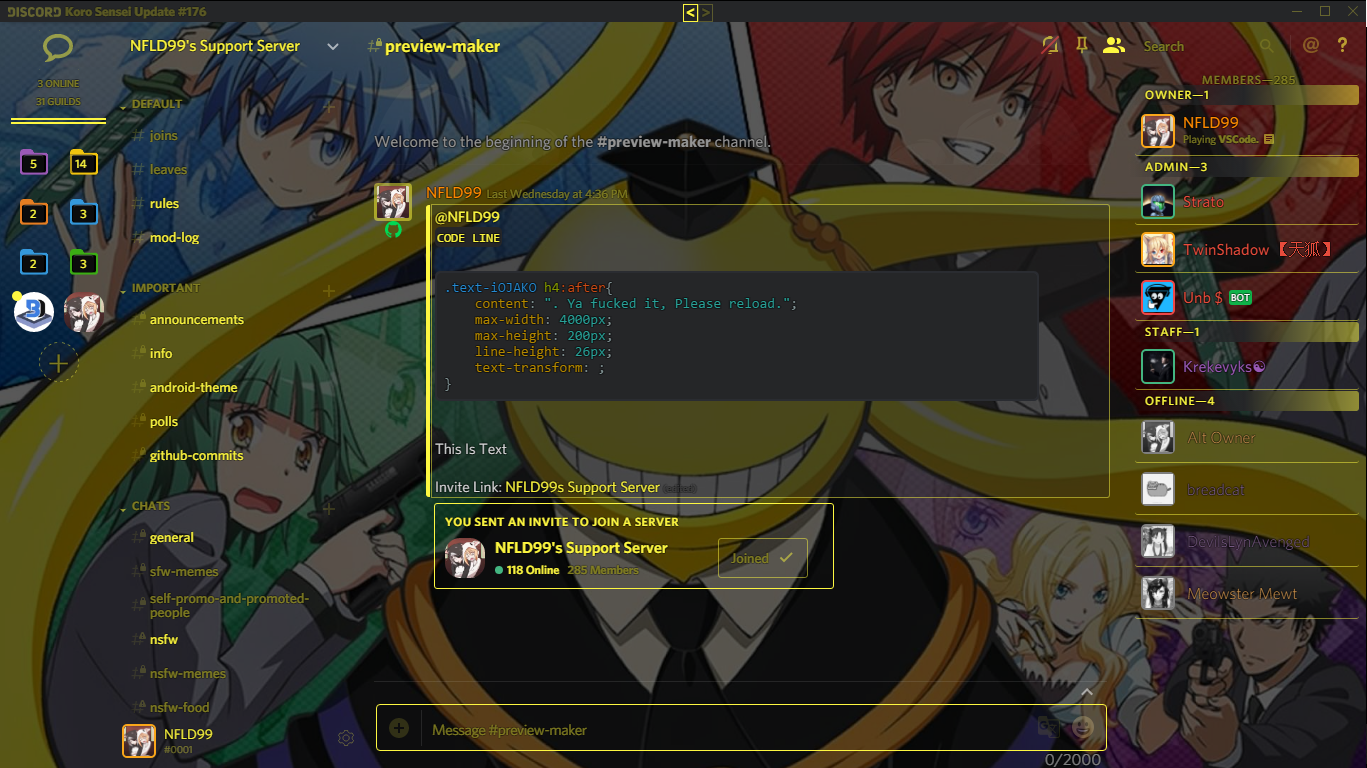 DISCORD Koro Sensei Update #176
< >
3 ONLINE
31 GUILDS
5
14
2
3
2
3
NFLD99's Support Server
DEFAULT
joins
leaves
rules
mod-log
IMPORTANT
announcements
info
android-theme
polls
github-commits
CHATS
general
sfw-memes
self-promo-and-promoted-
people
nsfw
nsfw-memes
nsfw-food
NFLD99
#0001
#preview-maker
Search
@ ?
Welcome to the beginning of the #preview-maker channel.
NFLD99 Last Wednesday at 4:36 PM
@NFLD99
CODE LINE
.text-iOJAKO h4:after{
content: ". Ya fucked it, Please reload.";
max-width: 4000px;
max-height: 200px;
line-height: 26px;
text-transform: ;
}
This Is Text
Invite Link: NFLD99s Support Server
YOU SENT AN INVITE TO JOIN A SERVER
NFLD99's Support Server
118 Online 285 Members
Joined
Message #preview-maker
0/2000
MEMBERS—285
OWNER—1
NFLD99
Playing VSCode.
ADMIN—3
Strato
TwinShadow 【天狐】
Unb $ BOT
STAFF—1
Krekevyks☯
OFFLINE—4
Alt Owner
breadcat
DevilsLynAvenged
Meowster Mewt